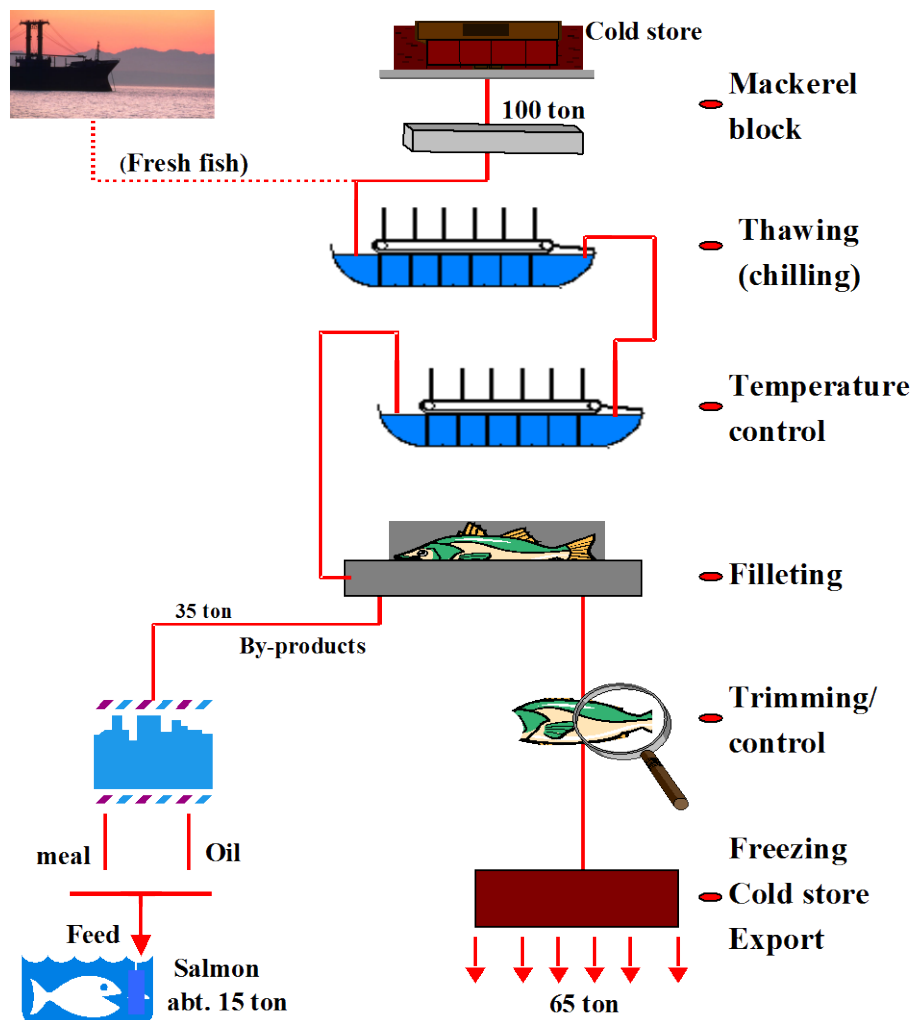 Cold store
100 ton
Mackerel
block
(Fresh fish)
Thawing
(chilling)
Temperature
control
Filleting
35 ton
By-products
Trimming/
control
meal
Oil
Freezing
Cold store
Export
Feed
Salmon
abt. 15 ton
65 ton